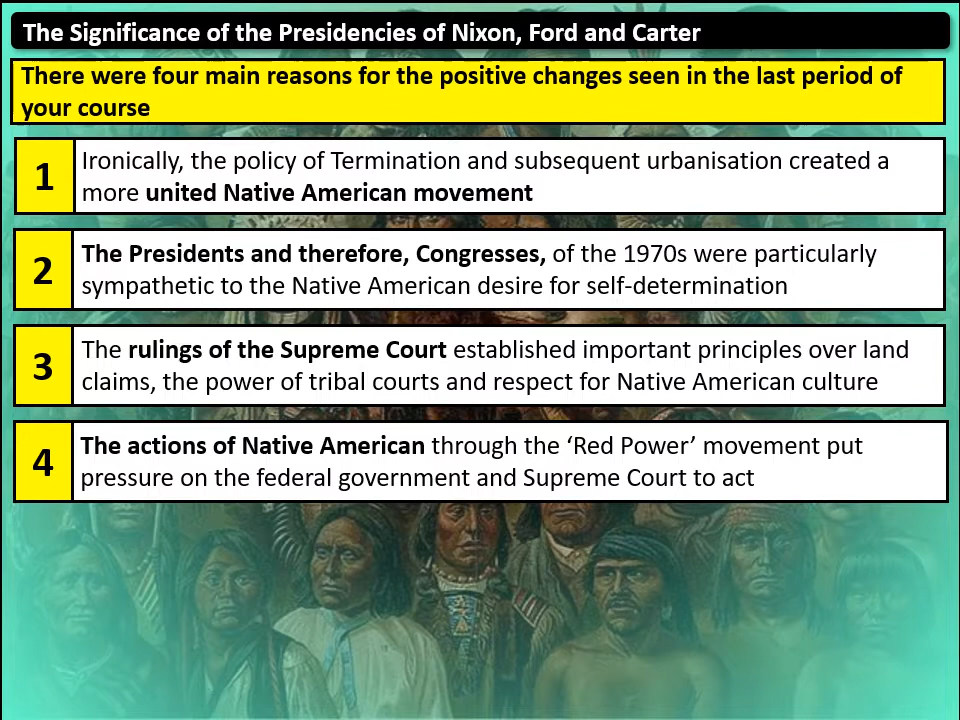 The Significance of the Presidencies of Nixon, Ford and Carter
There were four main reasons for the positive changes seen in the last period of
your course
1
Ironically, the policy of Termination and subsequent urbanisation created a
more united Native American movement
2
The Presidents and therefore, Congresses, of the 1970s were particularly
sympathetic to the Native American desire for self-determination
3
The rulings of the Supreme Court established important principles over land
claims, the power of tribal courts and respect for Native American culture
4
The actions of Native American through the ‘Red Power’ movement put
pressure on the federal government and Supreme Court to act